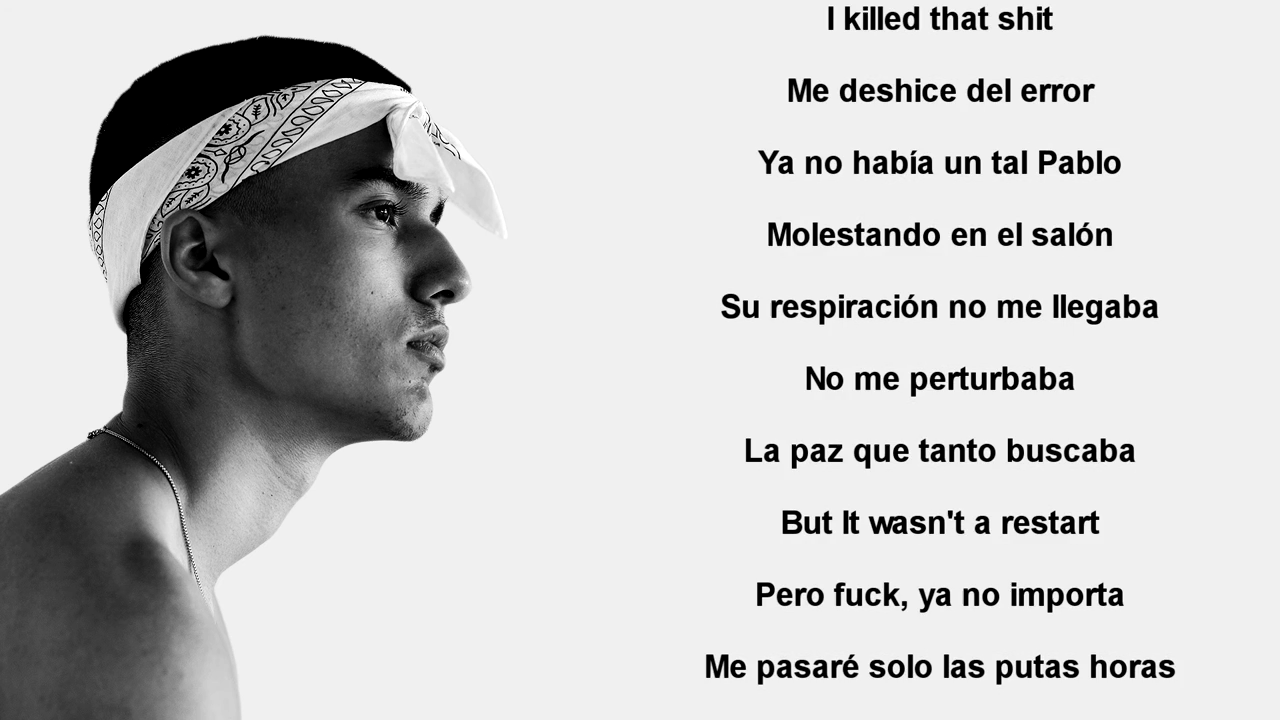 I killed that shit
Me deshice del error
Ya no había un tal Pablo
Molestando en el salón
Su respiración no me llegaba
No me perturbaba
La paz que tanto buscaba
But It wasn't a restart
Pero fuck, ya no importa
Me pasaré solo las putas horas